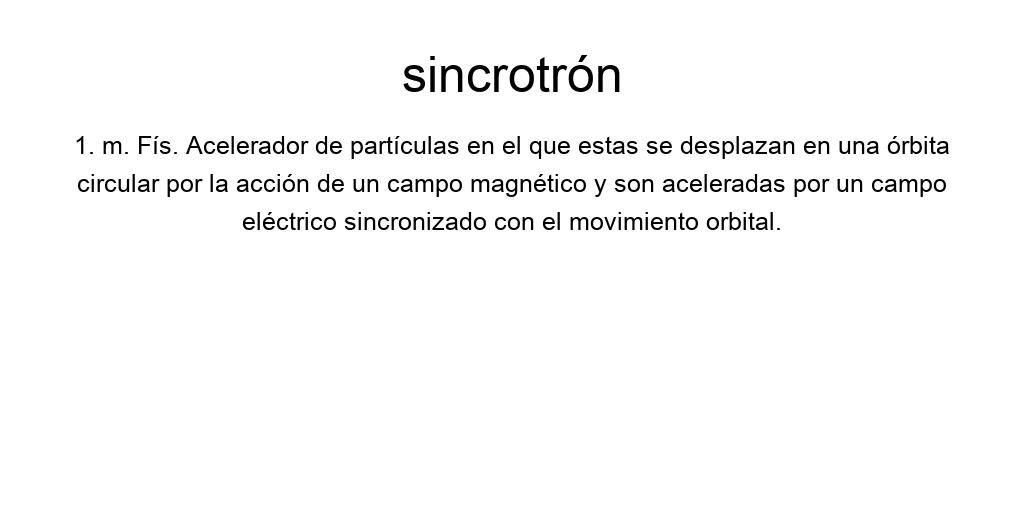 sincrotrón
1. m. Fís. Acelerador de partículas en el que estas se desplazan en una órbita
circular por la acción de un campo magnético y son aceleradas por un campo
eléctrico sincronizado con el movimiento orbital.